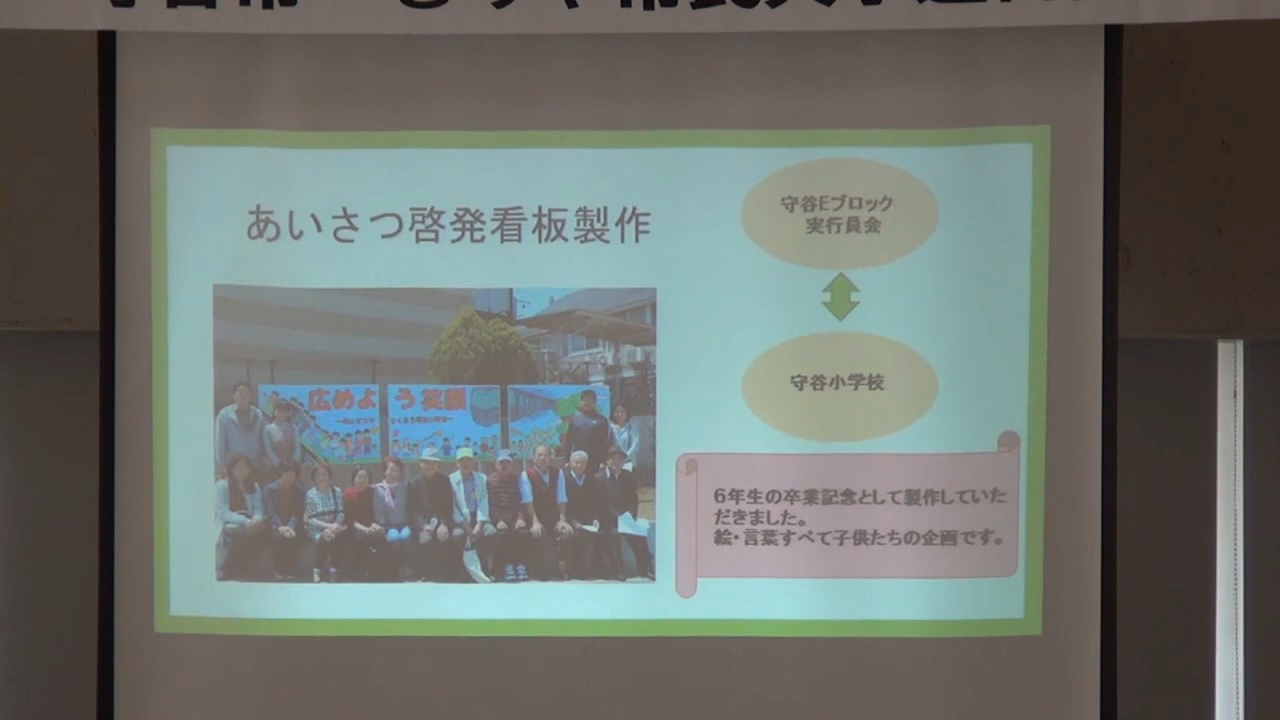 あいさつ啓発看板製作
守谷Eブロック
実行員会
守谷小学校
広めよう笑顔
6年生の卒業記念として製作していた
だきました。
絵・言葉すべて子供たちの企画です。